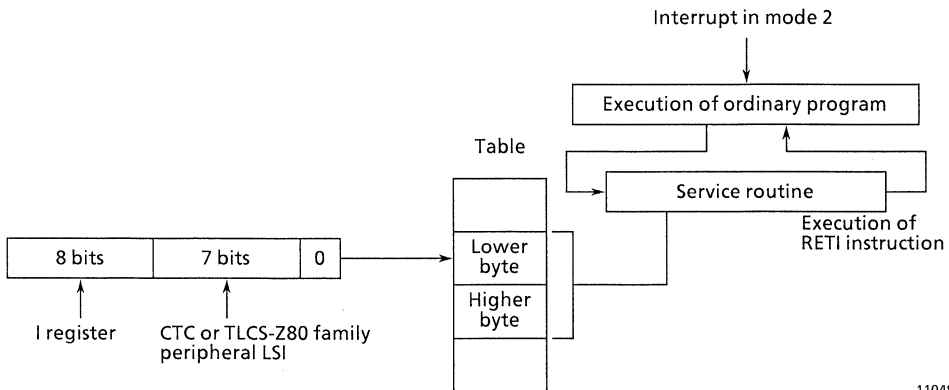 Interrupt in mode 2
Execution of ordinary program
Table
Service routine
Execution of
RETI instruction
8 bits
7 bits
0
Lower
byte
Higher
byte
I register
CTC or TLCS-Z80 family
peripheral LSI